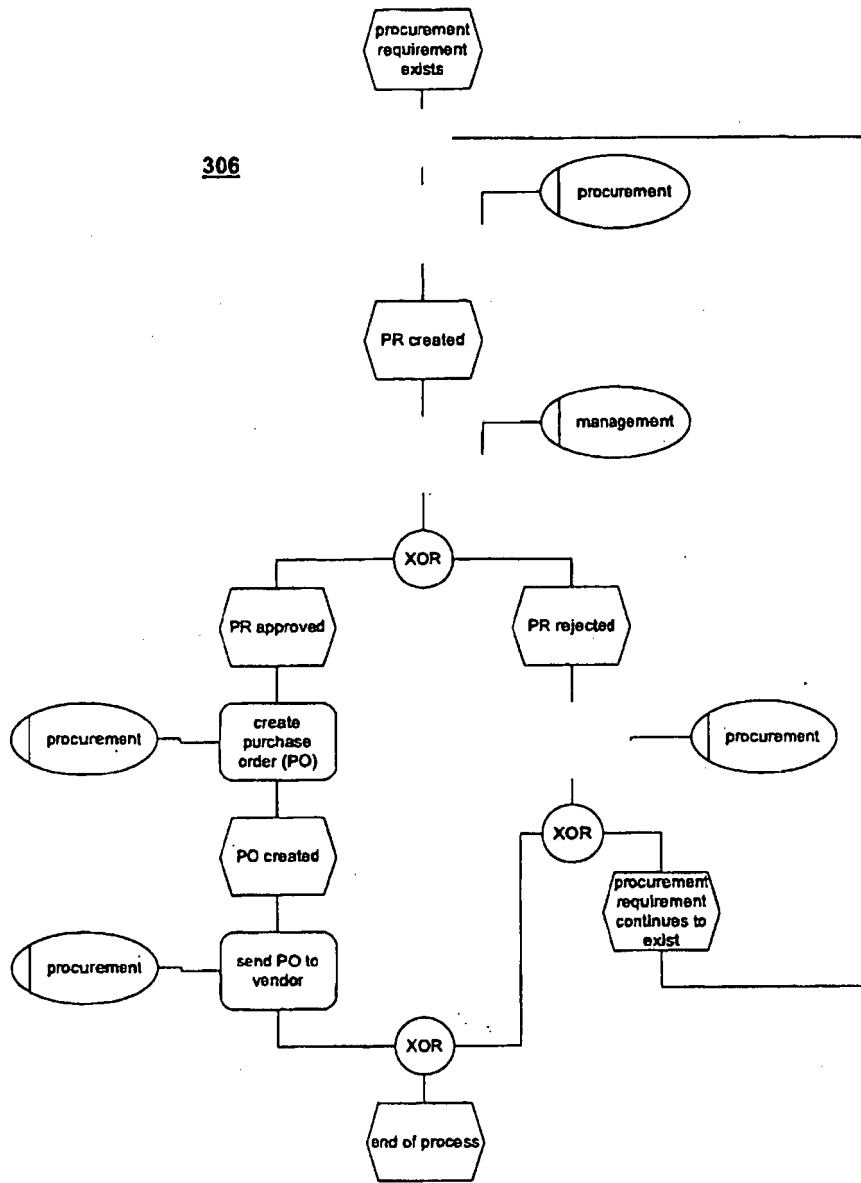 procurement
requirement
exists
306
procurement
PR created
management
XOR
PR approved
PR rejected
procurement
create
purchase
order (PO)
procurement
PO created
XOR
procurement
requirement
continues to
exist
procurement
send PO to
vendor
XOR
end of process